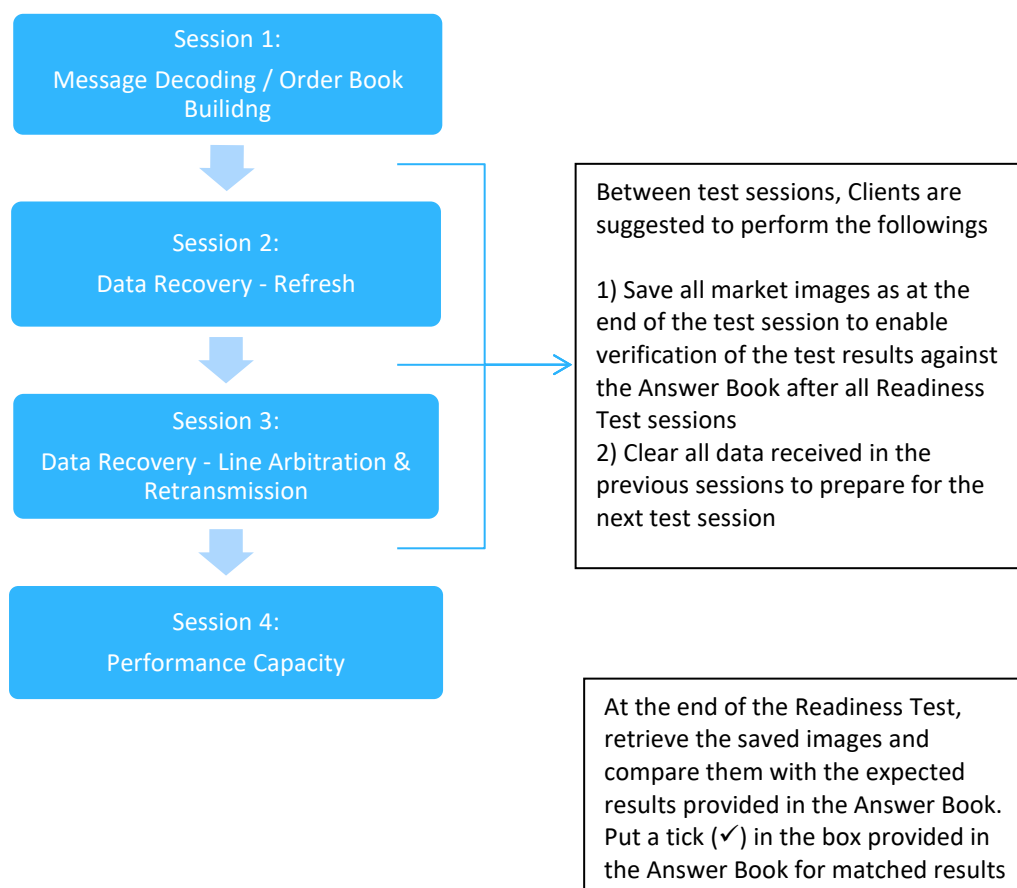 Session 1:
Message Decoding / Order Book
Builidng
Session 2:
Data Recovery - Refresh
Session 3:
Data Recovery - Line Arbitration &
Retransmission
Session 4:
Performance Capacity
Between test sessions, Clients are
suggested to perform the followings
1) Save all market images as at the
end of the test session to enable
verification of the test results against
the Answer Book after all Readiness
Test sessions
2) Clear all data received in the
previous sessions to prepare for the
next test session
At the end of the Readiness Test,
retrieve the saved images and
compare them with the expected
results provided in the Answer Book.
Put a tick (✓) in the box provided in
the Answer Book for matched results